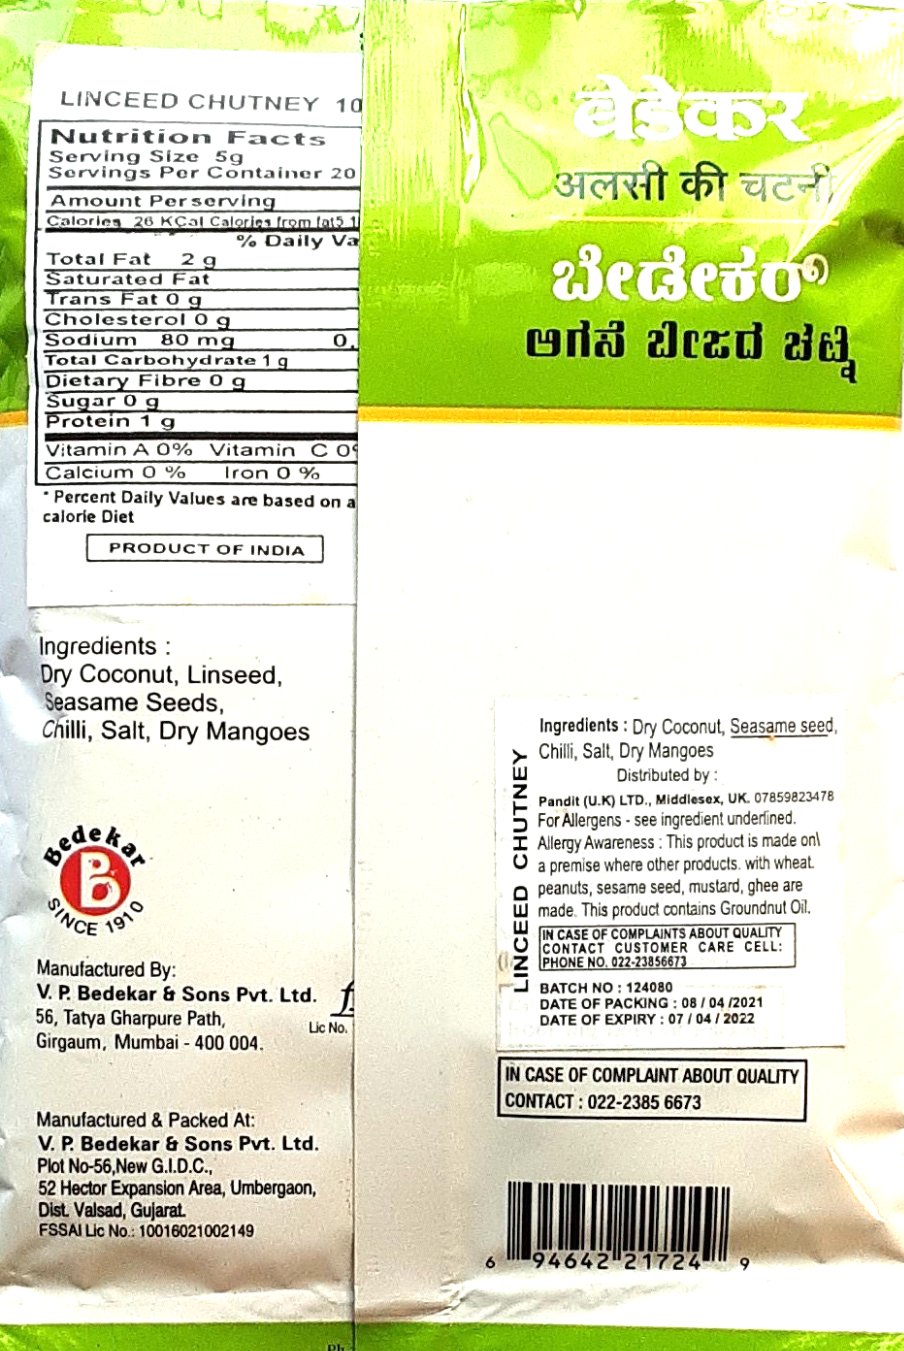 LINCEED CHUTNEY 10
Nutrition Facts
Serving Size 5g
Servings Per Container 20
Amount Perserving
Calories 26 KCal Calories from fat5.1
% Daily Va
Total Fat 2 g
Saturated Fat
Trans Fat 0 g
Cholesterol 0 g
Sodium 80 mg 0.
Total Carbohydrate 1 g
Dietary Fibre 0 g
Sugar 0 g
Protein 1 g
Vitamin A 0% Vitamin C 0%
Calcium 0 % Iron 0 %
* Percent Daily Values are based on a
calorie Diet
PRODUCT OF INDIA
Ingredients :
Dry Coconut, Linseed,
Seasame Seeds,
Chilli, Salt, Dry Mangoes
Bedekar
B
SINCE 1910
Manufactured By:
V. P. Bedekar & Sons Pvt. Ltd.
56, Tatya Gharpure Path,
Girgaum, Mumbai - 400 004.
Lic No.
Manufactured & Packed At:
V. P. Bedekar & Sons Pvt. Ltd.
Plot No-56,New G.I.D.C.,
52 Hector Expansion Area, Umbergaon,
Dist. Valsad, Gujarat.
FSSAI Lic No.: 10016021002149
बेडेकर
अलसी की चटनी
ಬೇಡೇಕರ್
ಅಗಸೆ ಬೀಜದ ಚಟ್ನಿ
LINCEED CHUTNEY
Ingredients : Dry Coconut, Seasame seed,
Chilli, Salt, Dry Mangoes
Distributed by :
Pandit (U.K) LTD., Middlesex, UK. 07859823478
For Allergens - see ingredient underlined.
Allergy Awareness : This product is made on\
a premise where other products. with wheat.
peanuts, sesame seed, mustard, ghee are
made. This product contains Groundnut Oil.
IN CASE OF COMPLAINTS ABOUT QUALITY
CONTACT CUSTOMER CARE CELL:
PHONE NO. 022-23856673
BATCH NO : 124080
DATE OF PACKING : 08 / 04 /2021
DATE OF EXPIRY : 07 / 04 / 2022
IN CASE OF COMPLAINT ABOUT QUALITY
CONTACT : 022-2385 6673
6 94642 21724 9